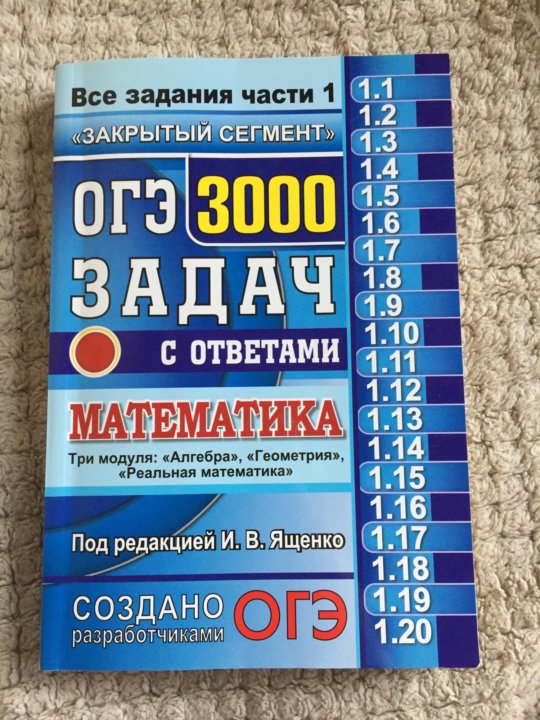 Все задания части 1
«ЗАКРЫТЫЙ СЕГМЕНТ»
ОГЭ 3000
ЗАДАЧ
С ОТВЕТАМИ
МАТЕМАТИКА
Три модуля: «Алгебра», «Геометрия»,
«Реальная математика»
Под редакцией И. В. Ященко
СОЗДАНО
разработчиками ОГЭ
1.1
1.2
1.3
1.4
1.5
1.6
1.7
1.8
1.9
1.10
1.11
1.12
1.13
1.14
1.15
1.16
1.17
1.18
1.19
1.20